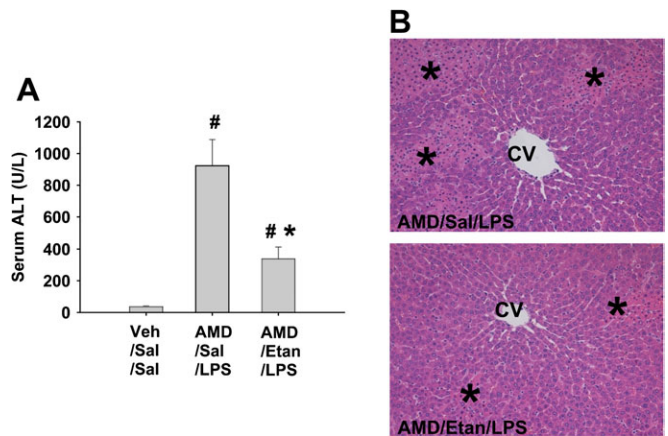 A
Serum ALT (U/L)
1200
1000
800
600
400
200
0
#
# *
Veh AMD AMD
/Sal /Sal /Etan
/Sal /LPS /LPS
B
*
*
*
CV
AMD/Sal/LPS
CV
*
*
AMD/Etan/LPS